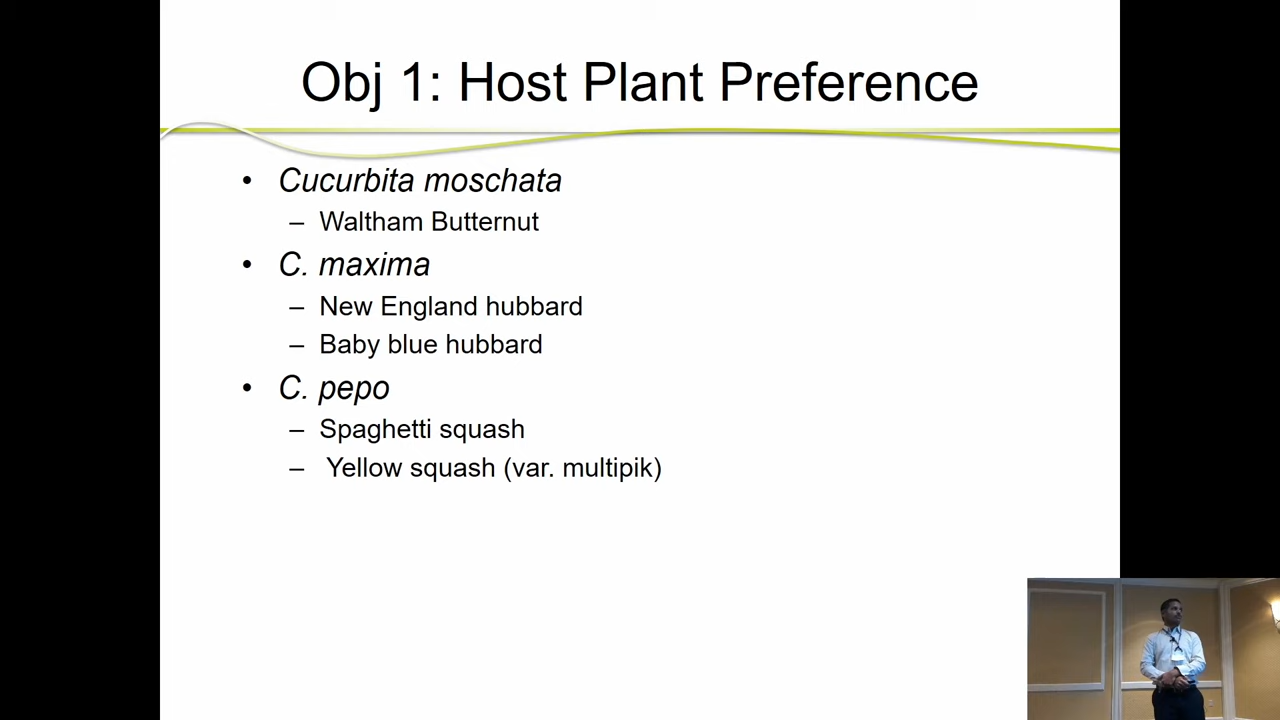 Obj 1: Host Plant Preference
• Cucurbita moschata
– Waltham Butternut
• C. maxima
– New England hubbard
– Baby blue hubbard
• C. pepo
– Spaghetti squash
– Yellow squash (var. multipik)